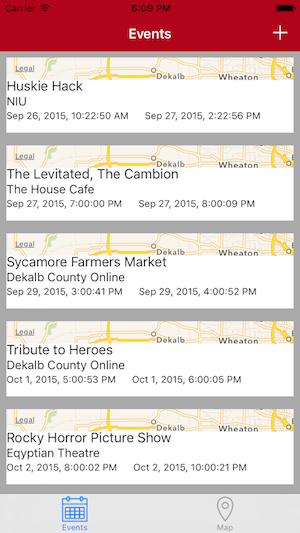 Carrier 6:09 PM
Events +
Legal Dekalb Wheaton
Huskie Hack
NIU
Sep 26, 2015, 10:22:50 AM Sep 27, 2015, 2:22:56 PM
Legal Dekalb Wheaton
The Levitated, The Cambion
The House Cafe
Sep 27, 2015, 7:00:00 PM Sep 27, 2015, 8:00:09 PM
Legal Dekalb Wheaton
Sycamore Farmers Market
Dekalb County Online
Sep 29, 2015, 3:00:41 PM Sep 29, 2015, 4:00:52 PM
Legal Dekalb Wheaton
Tribute to Heroes
Dekalb County Online
Oct 1, 2015, 5:00:53 PM Oct 1, 2015, 6:00:05 PM
Legal Dekalb Wheaton
Rocky Horror Picture Show
Egyptian Theatre
Oct 2, 2015, 8:00:02 PM Oct 2, 2015, 10:00:21 PM
Events Map